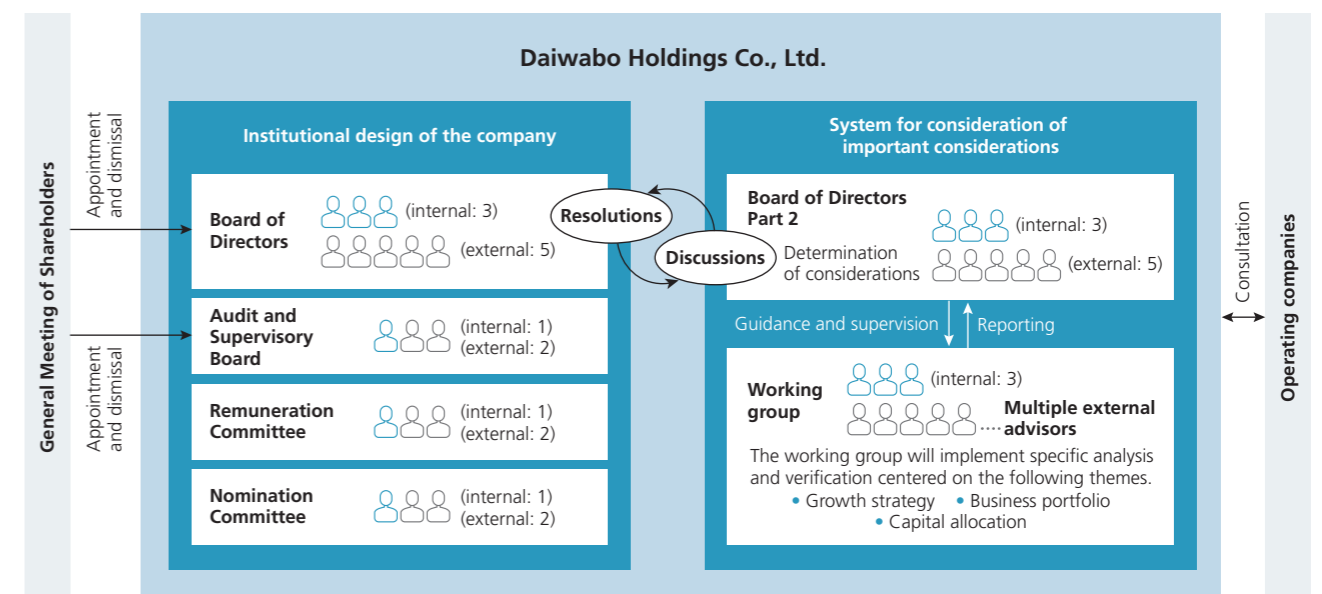 Daiwabo Holdings Co., Ltd.
General Meeting of Shareholders
Appointment
and dismissal
Appointment
and dismissal
Institutional design of the company
Board of
Directors
(internal: 3)
(external: 5)
Audit and
Supervisory
Board
(internal: 1)
(external: 2)
Remuneration
Committee
(internal: 1)
(external: 2)
Nomination
Committee
(internal: 1)
(external: 2)
Resolutions
Discussions
System for consideration of
important considerations
Board of Directors
Part 2
Determination
of considerations
(internal: 3)
(external: 5)
Guidance and supervision
Reporting
Working
group
(internal: 3)
.... Multiple external
advisors
The working group will implement specific analysis
and verification centered on the following themes.
• Growth strategy • Business portfolio
• Capital allocation
Consultation
Operating companies